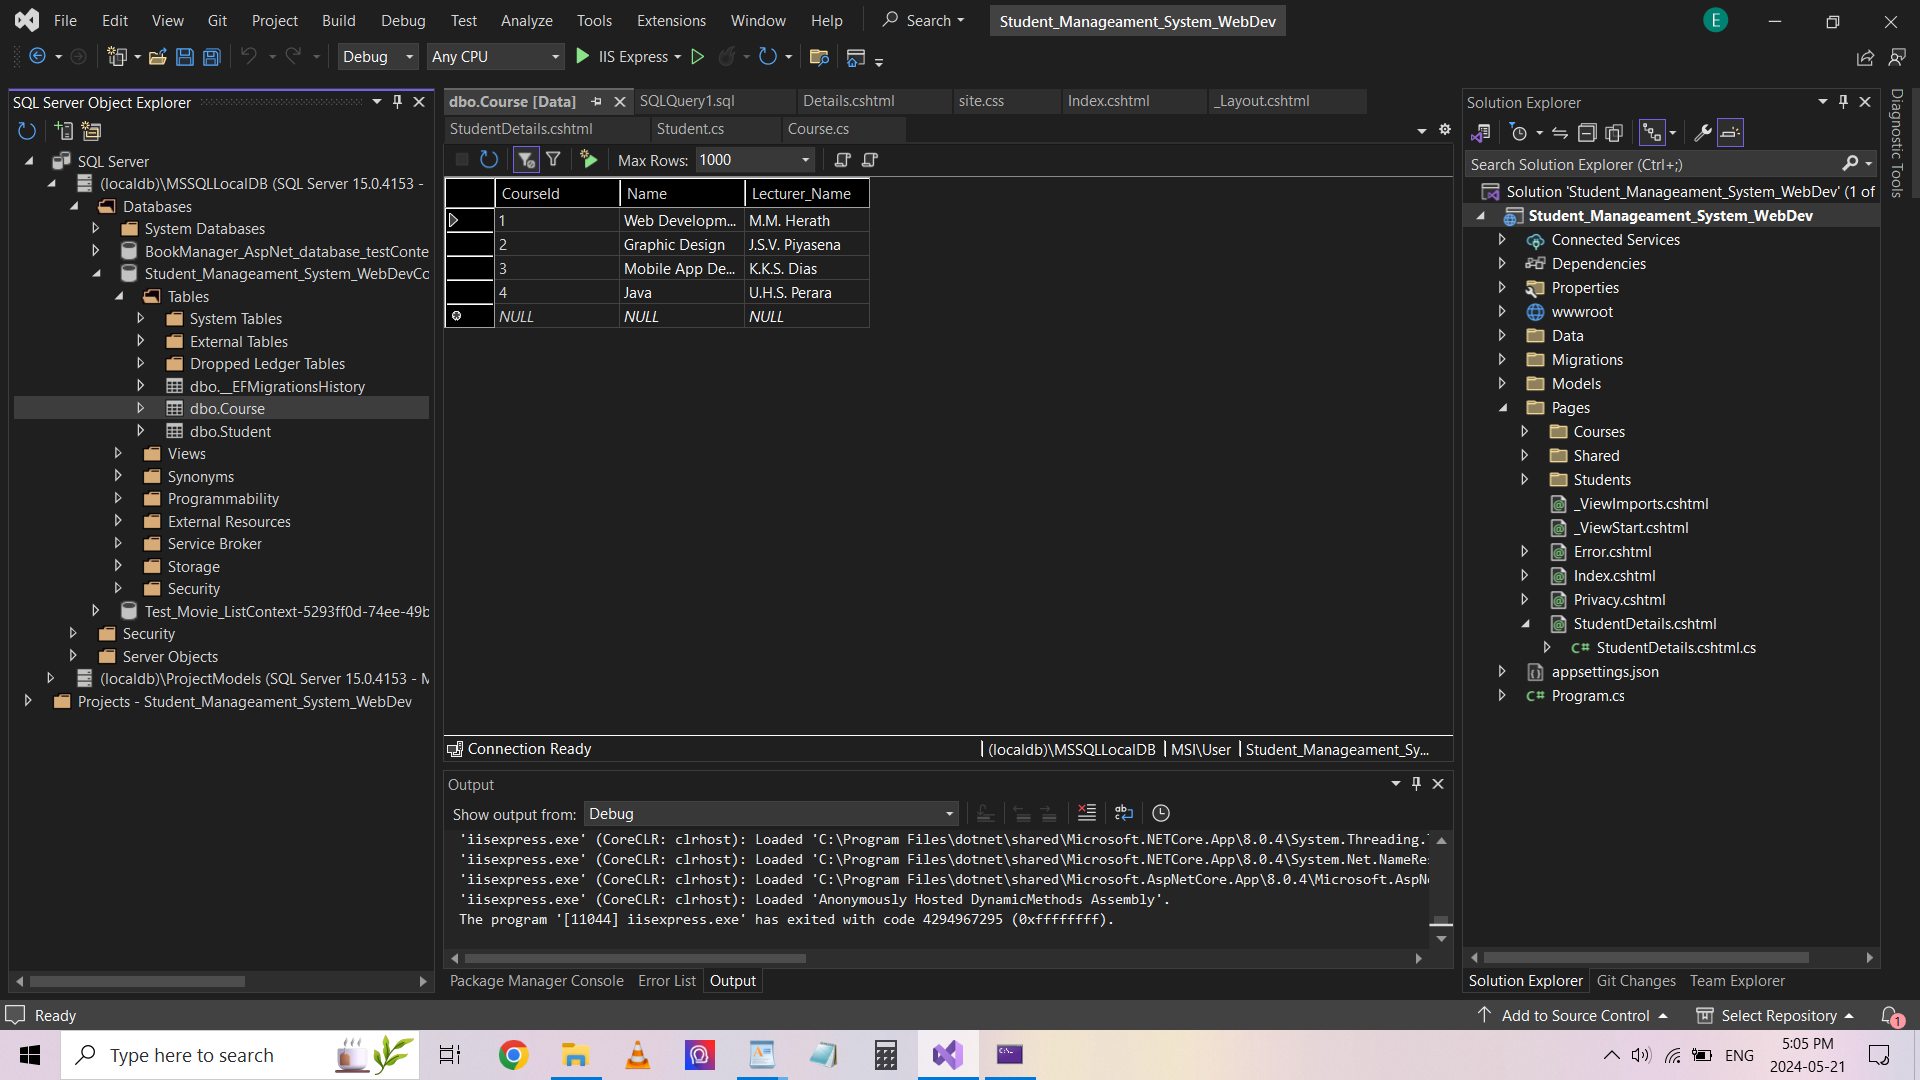 File Edit View Git Project Build Debug Test Analyze Tools Extensions Window Help Search Student_Manageament_System_WebDev E
Debug Any CPU IIS Express
SQL Server Object Explorer
SQL Server
(localdb)\MSSQLLocalDB (SQL Server 15.0.4153 -
Databases
System Databases
BookManager_AspNet_database_testConte
Student_Manageament_System_WebDevCo
Tables
System Tables
External Tables
Dropped Ledger Tables
dbo.__EFMigrationsHistory
dbo.Course
dbo.Student
Views
Synonyms
Programmability
External Resources
Service Broker
Storage
Security
Test_Movie_ListContext-5293ff0d-74ee-49b
Security
Server Objects
(localdb)\ProjectModels (SQL Server 15.0.4153 - M
Projects - Student_Manageament_System_WebDev
dbo.Course [Data] SQLQuery1.sql Details.cshtml site.css Index.cshtml _Layout.cshtml
StudentDetails.cshtml Student.cs Course.cs
Max Rows: 1000
CourseId Name Lecturer_Name
1 Web Developm... M.M. Herath
2 Graphic Design J.S.V. Piyasena
3 Mobile App De... K.K.S. Dias
4 Java U.H.S. Perara
NULL NULL NULL
Connection Ready (localdb)\MSSQLLocalDB MSI\User Student_Manageament_Sy...
Output
Show output from: Debug
'iisexpress.exe' (CoreCLR: clrhost): Loaded 'C:\Program Files\dotnet\shared\Microsoft.NETCore.App\8.0.4\System.Threading.
'iisexpress.exe' (CoreCLR: clrhost): Loaded 'C:\Program Files\dotnet\shared\Microsoft.NETCore.App\8.0.4\System.Net.NameRes
'iisexpress.exe' (CoreCLR: clrhost): Loaded 'C:\Program Files\dotnet\shared\Microsoft.AspNetCore.App\8.0.4\Microsoft.AspN
'iisexpress.exe' (CoreCLR: clrhost): Loaded 'Anonymously Hosted DynamicMethods Assembly'.
The program '[11044] iisexpress.exe' has exited with code 4294967295 (0xffffffff).
Package Manager Console Error List Output
Solution Explorer
Search Solution Explorer (Ctrl+;)
Solution 'Student_Manageament_System_WebDev' (1 of
Student_Manageament_System_WebDev
Connected Services
Dependencies
Properties
wwwroot
Data
Migrations
Models
Pages
Courses
Shared
Students
_ViewImports.cshtml
_ViewStart.cshtml
Error.cshtml
Index.cshtml
Privacy.cshtml
StudentDetails.cshtml
C# StudentDetails.cshtml.cs
appsettings.json
C# Program.cs
Solution Explorer Git Changes Team Explorer
Diagnostic Tools
Ready Add to Source Control Select Repository 1
Type here to search ENG 5:05 PM
2024-05-21